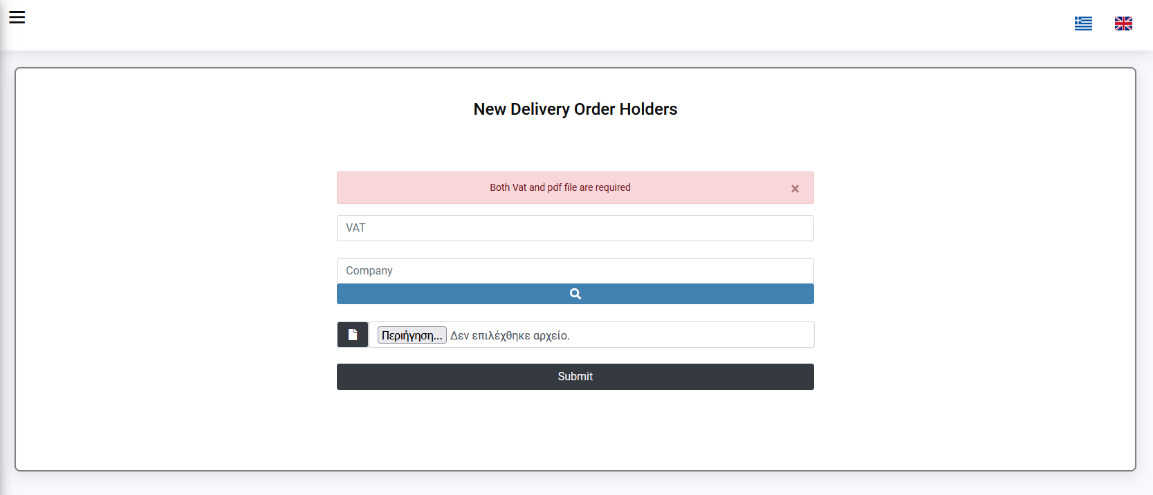 New Delivery Order Holders
Both Vat and pdf file are required ×
VAT
Company
Περιήγηση... Δεν επιλέχθηκε αρχείο.
Submit